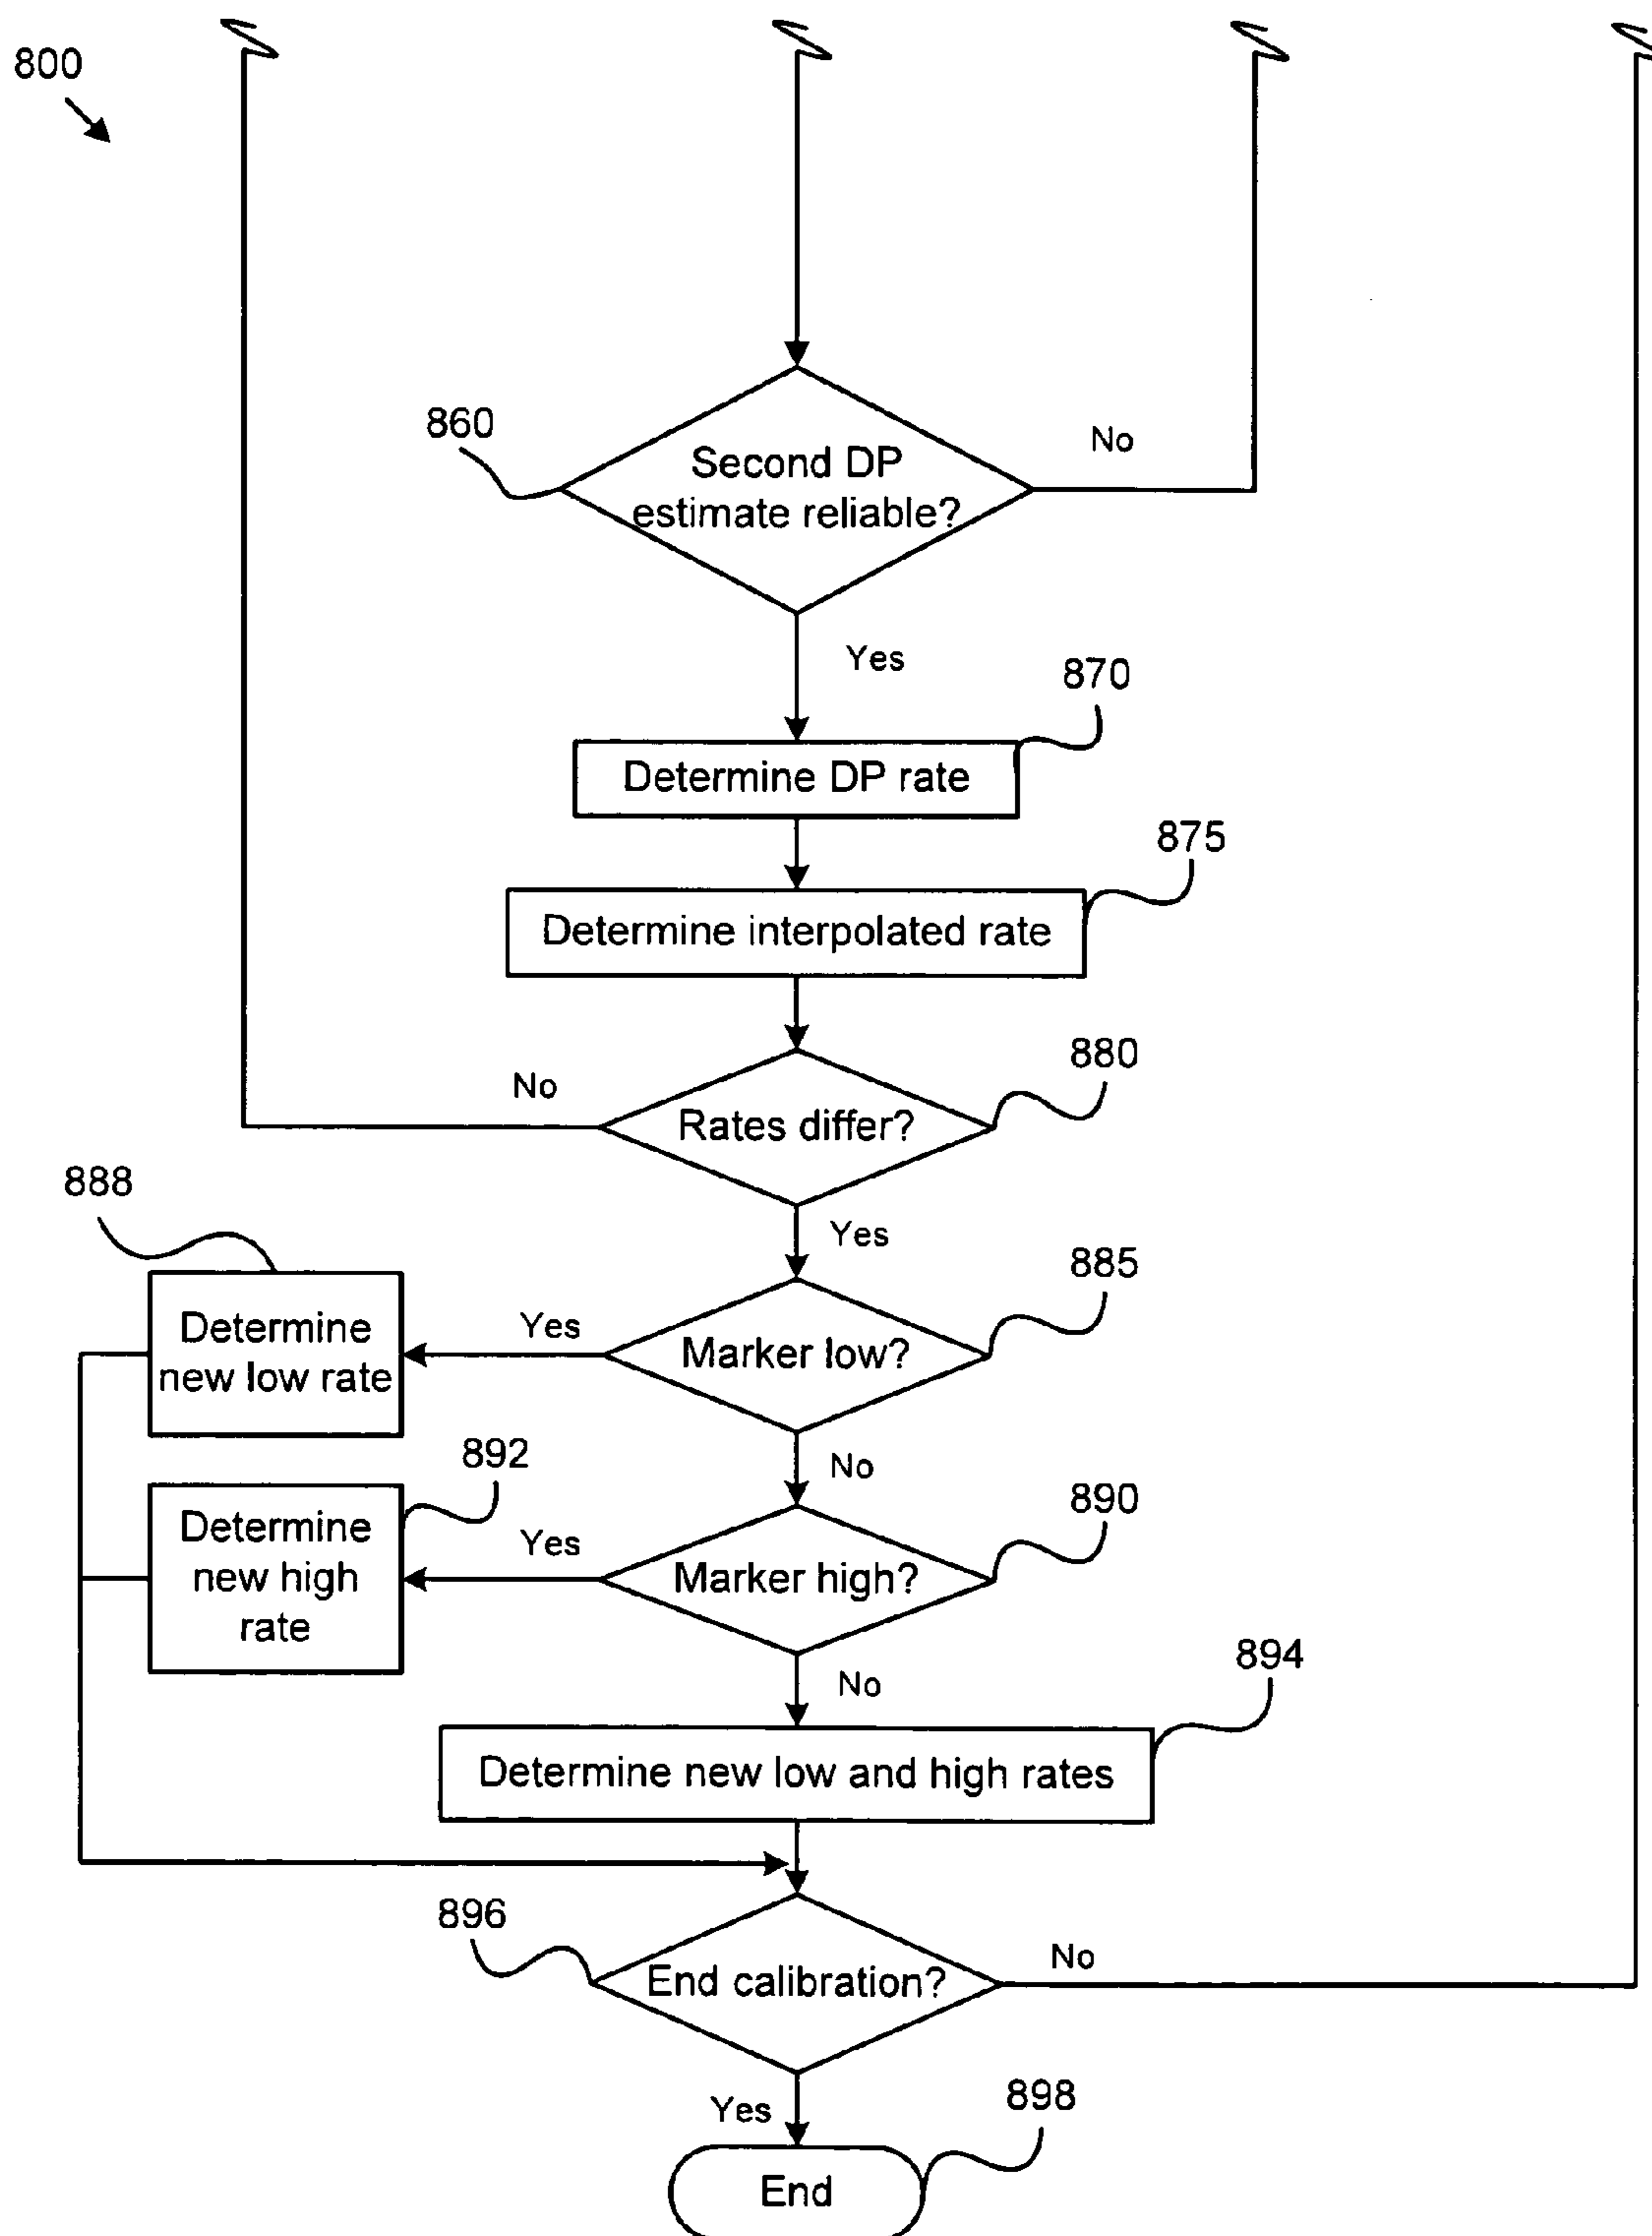 800
860
Second DP
estimate reliable?
No
Yes
870
Determine DP rate
875
Determine interpolated rate
880
No
Rates differ?
888
Yes
885
Determine
new low rate
Yes
Marker low?
892
No
890
Determine
new high
rate
Yes
Marker high?
894
No
Determine new low and high rates
896
End calibration?
No
Yes
898
End